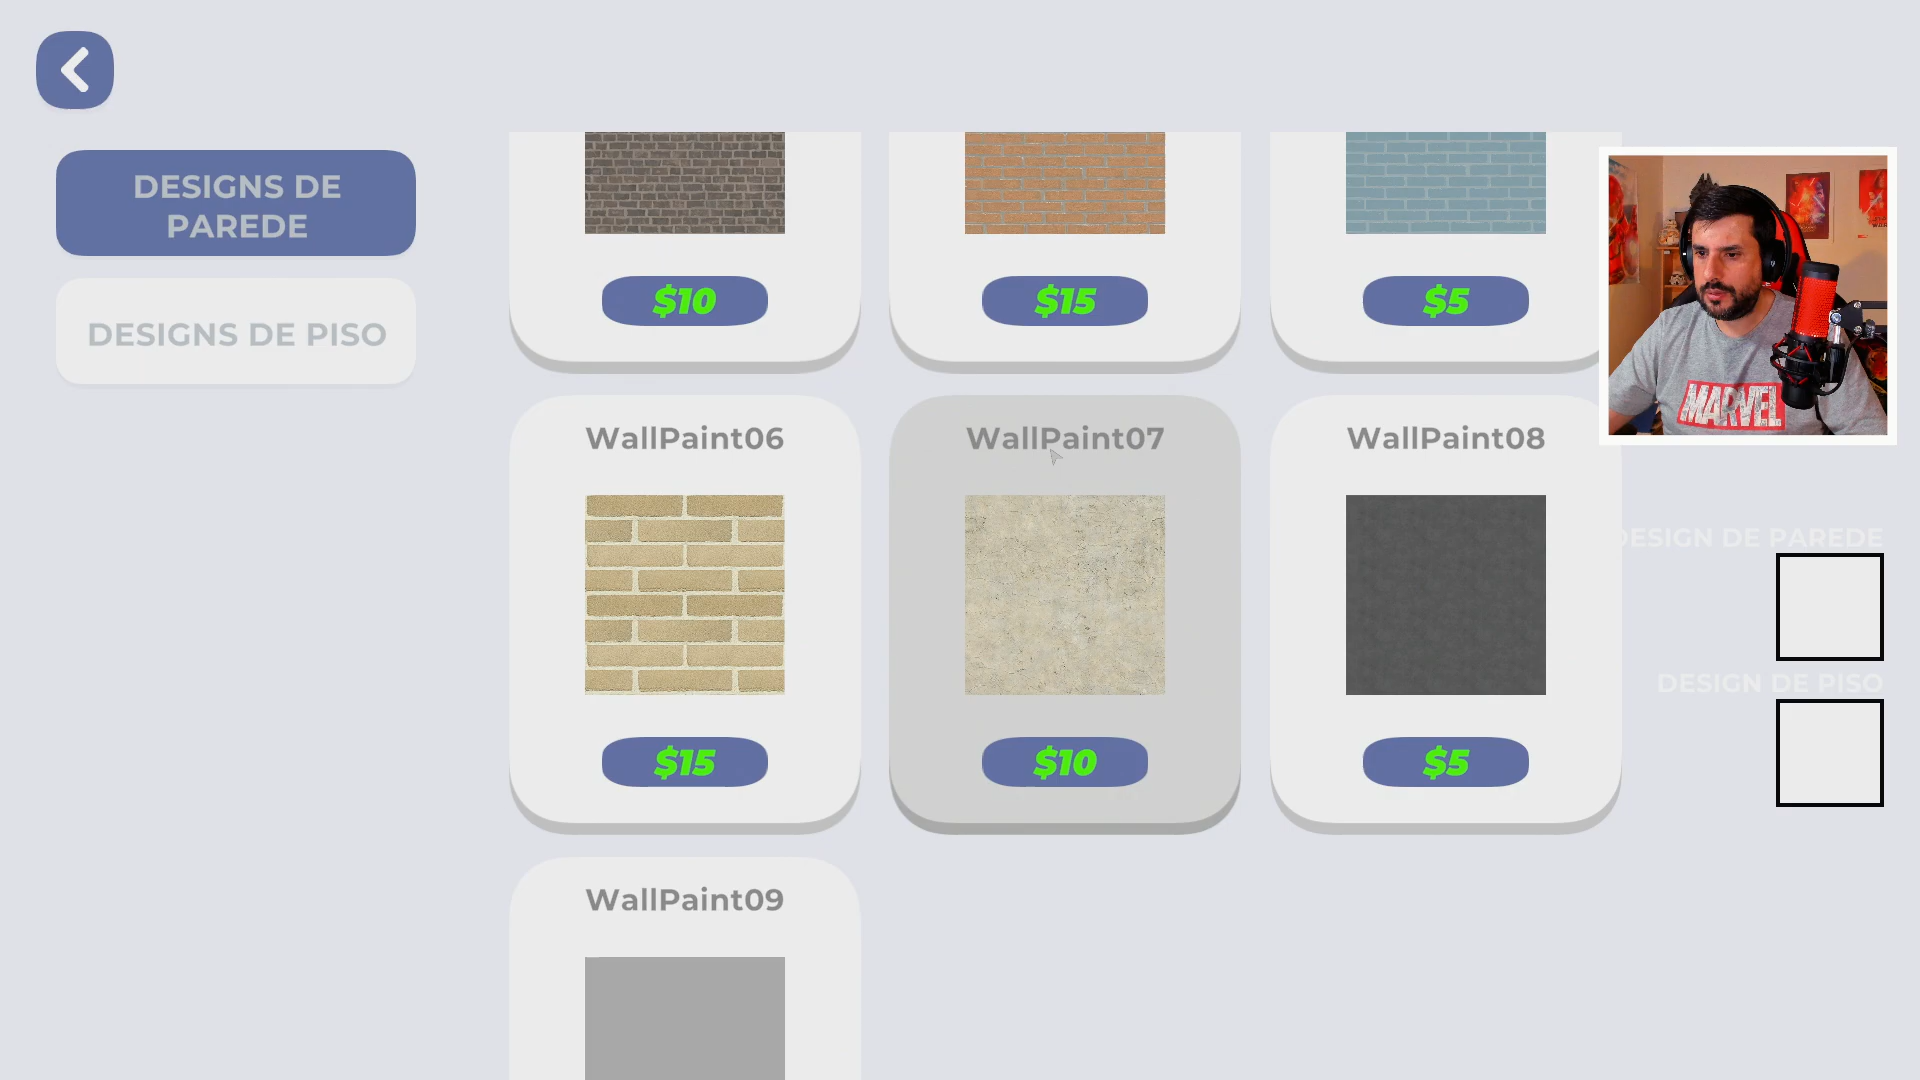 DESIGNS DE
PAREDE
DESIGNS DE PISO
$10
$15
$5
MARVEL
WallPaint06
WallPaint07
WallPaint08
$15
$10
$5
DESIGN DE PAREDE
DESIGN DE PISO
WallPaint09